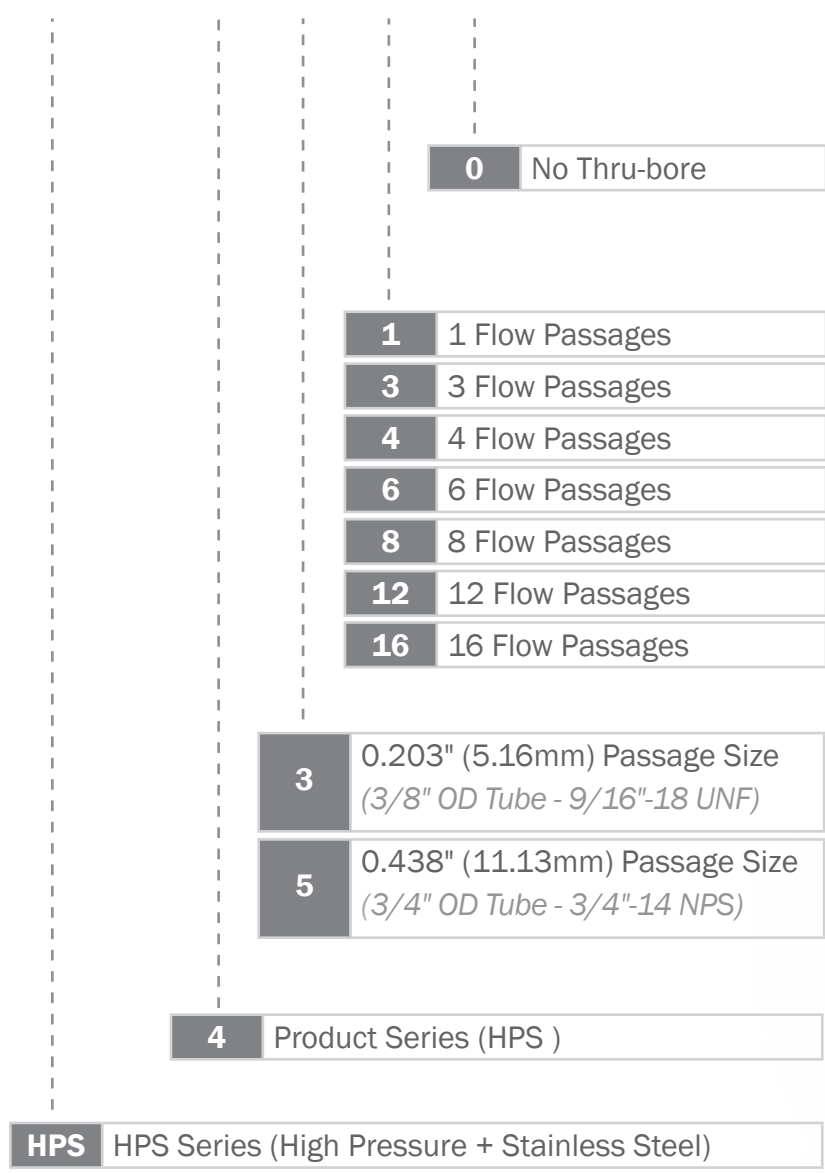 0 No Thru-bore
1 1 Flow Passages
3 3 Flow Passages
4 4 Flow Passages
6 6 Flow Passages
8 8 Flow Passages
12 12 Flow Passages
16 16 Flow Passages
3 0.203" (5.16mm) Passage Size
(3/8" OD Tube - 9/16"-18 UNF)
5 0.438" (11.13mm) Passage Size
(3/4" OD Tube - 3/4"-14 NPS)
4 Product Series (HPS )
HPS HPS Series (High Pressure + Stainless Steel)